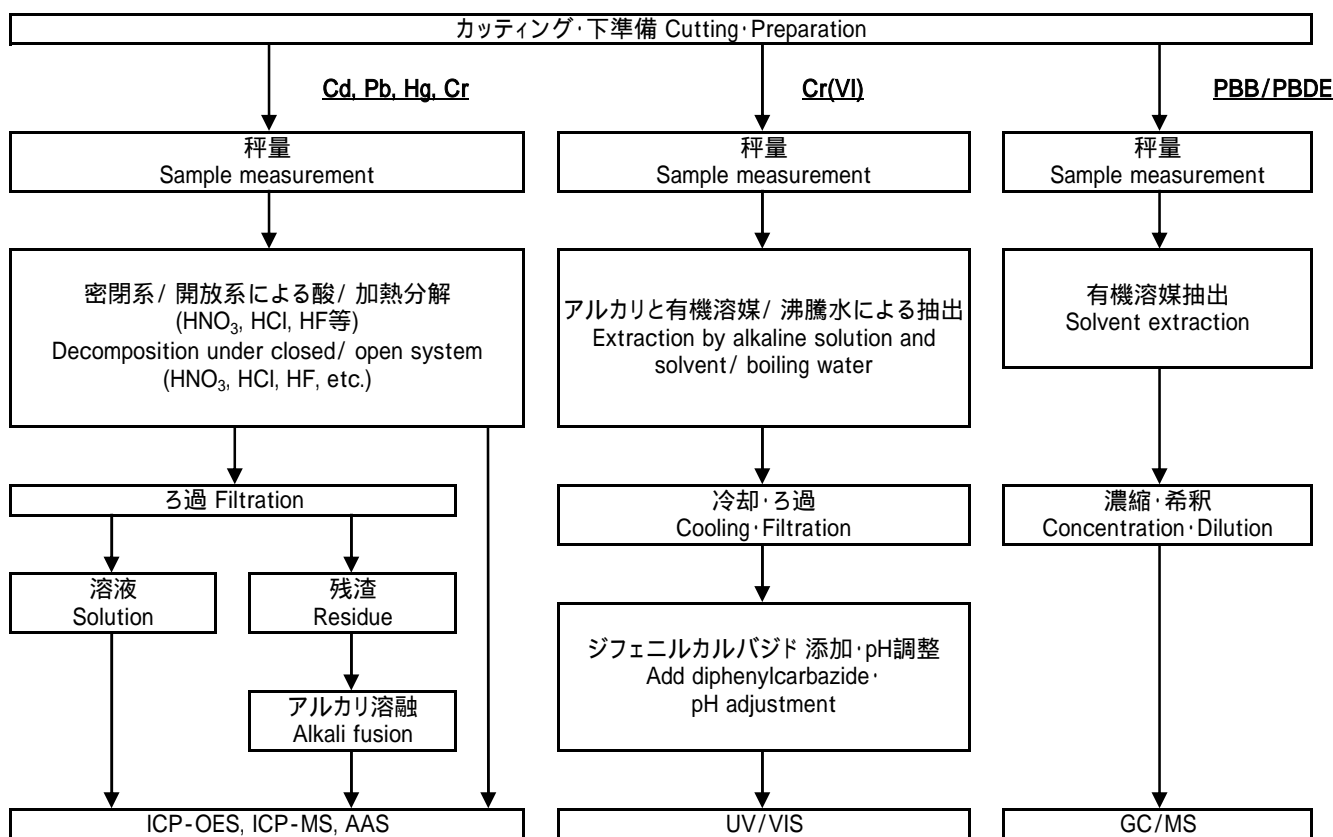 カッティング・下準備 Cutting・Preparation
Cd, Pb, Hg, Cr
Cr(VI)
PBB/PBDE
秤量
Sample measurement
秤量
Sample measurement
秤量
Sample measurement
密閉系/ 開放系による酸/ 加熱分解
(HNO₃, HCl, HF等)
Decomposition under closed/ open system
(HNO₃, HCl, HF, etc.)
アルカリと有機溶媒/ 沸騰水による抽出
Extraction by alkaline solution and
solvent/ boiling water
有機溶媒抽出
Solvent extraction
ろ過 Filtration
冷却・ろ過
Cooling・Filtration
濃縮・希釈
Concentration・Dilution
溶液
Solution
残渣
Residue
ジフェニルカルバジド 添加・pH調整
Add diphenylcarbazide・
pH adjustment
アルカリ溶融
Alkali fusion
ICP-OES, ICP-MS, AAS
UV/VIS
GC/MS